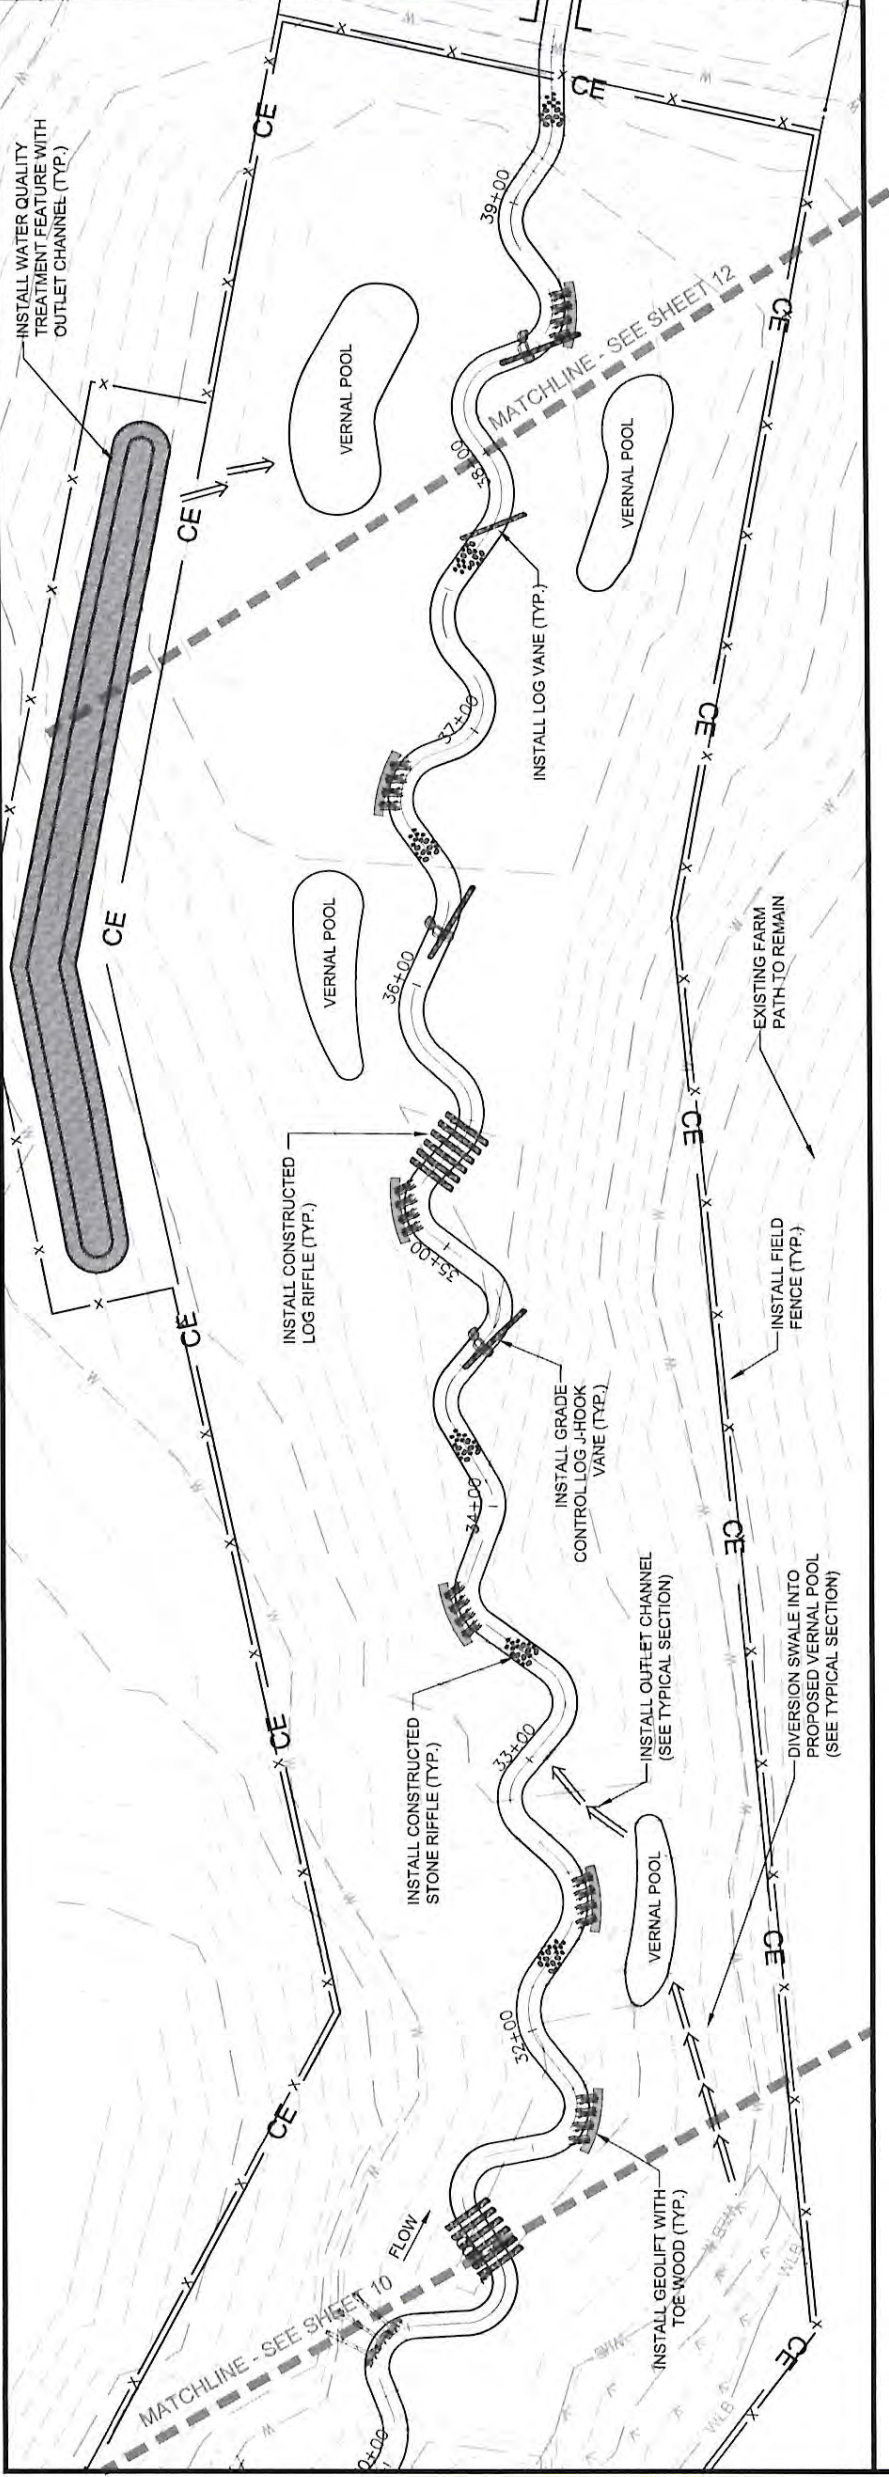 INSTALL WATER QUALITY
TREATMENT FEATURE WITH
OUTLET CHANNEL (TYP.)
CE
CE
39+00
VERNAL POOL
MATCHLINE - SEE SHEET 12
CE
CE
38+00
VERNAL POOL
INSTALL LOG VANE (TYP.)
37+00
CE
CE
VERNAL POOL
36+00
EXISTING FARM
PATH TO REMAIN
CE
INSTALL CONSTRUCTED
LOG RIFFLE (TYP.)
35+00
INSTALL FIELD
FENCE (TYP.)
CE
INSTALL GRADE
CONTROL LOG J-HOOK
VANE (TYP.)
34+00
CE
INSTALL OUTLET CHANNEL
(SEE TYPICAL SECTION)
DIVERSION SWALE INTO
PROPOSED VERNAL POOL
(SEE TYPICAL SECTION)
INSTALL CONSTRUCTED
STONE RIFFLE (TYP.)
33+00
CE
VERNAL POOL
CE
32+00
CE
INSTALL GEOLIFT WITH
TOE WOOD (TYP.)
FLOW
MATCHLINE - SEE SHEET 10
WLB
WLB
CE
0+00